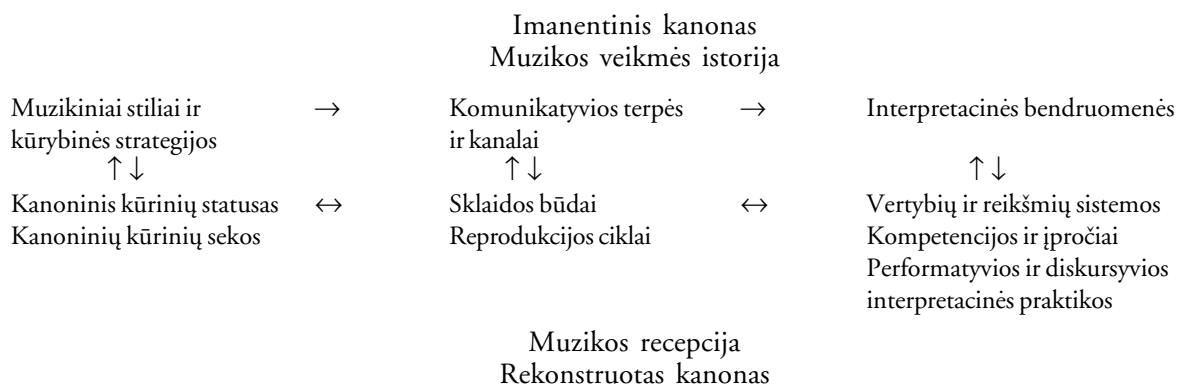 Imanentinis kanonas
Muzikos veikmės istorija
Muzikiniai stiliai ir → Komunikatyvios terpės → Interpretacinės bendruomenės
kūrybinės strategijos ir kanalai
↑↓ ↑↓ ↑↓
Kanoninis kūrinių statusas ↔ Sklaidos būdai ↔ Vertybių ir reikšmių sistemos
Kanoninių kūrinių sekos Reprodukcijos ciklai Kompetencijos ir įpročiai
Performatyvios ir diskursyvios
interpretacinės praktikos
Muzikos recepcija
Rekonstruotas kanonas